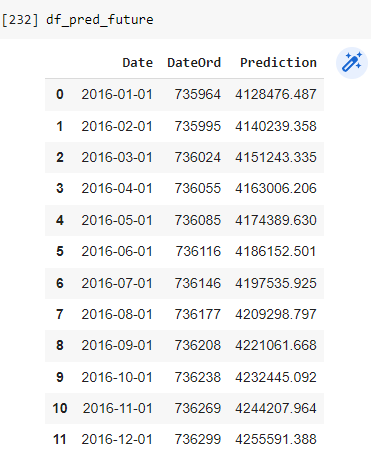 [232] df_pred_future
Date DateOrd Prediction
0 2016-01-01 735964 4128476.487
1 2016-02-01 735995 4140239.358
2 2016-03-01 736024 4151243.335
3 2016-04-01 736055 4163006.206
4 2016-05-01 736085 4174389.630
5 2016-06-01 736116 4186152.501
6 2016-07-01 736146 4197535.925
7 2016-08-01 736177 4209298.797
8 2016-09-01 736208 4221061.668
9 2016-10-01 736238 4232445.092
10 2016-11-01 736269 4244207.964
11 2016-12-01 736299 4255591.388